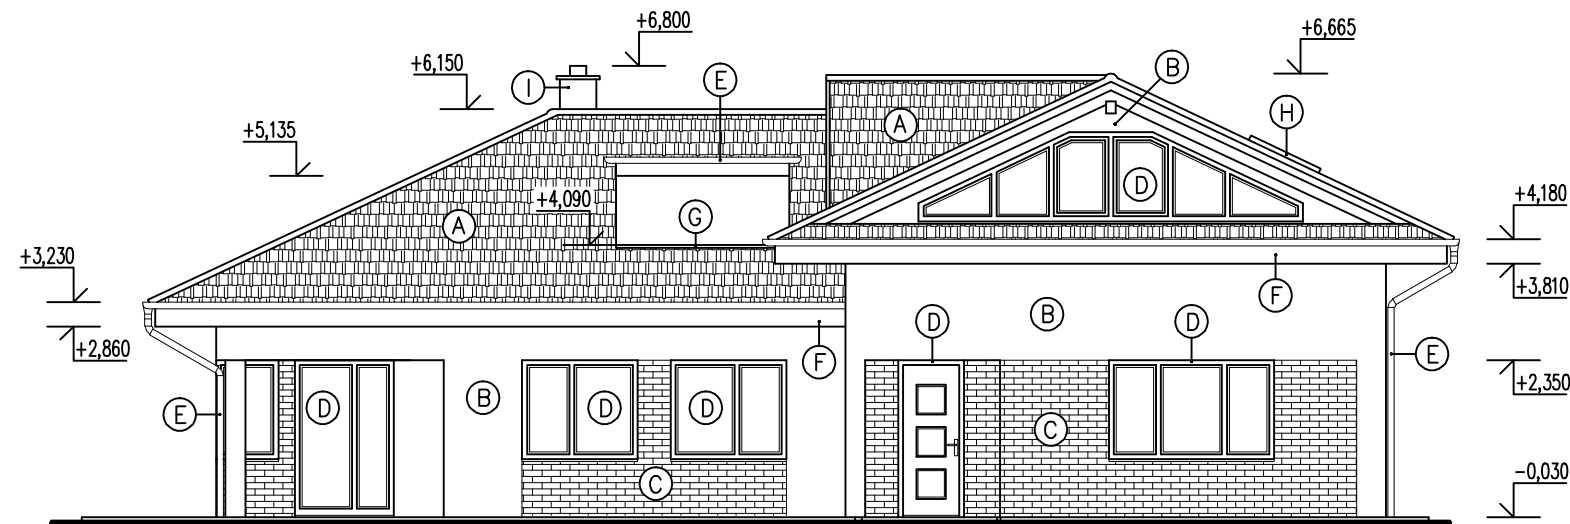 +6,800
+6,665
+6,150
I
E
B
H
A
+5,135
D
+4,090
G
A
+4,180
+3,230
F
+3,810
B
D
D
+2,860
F
E
+2,350
B
E
D
D
D
C
C
-0,030